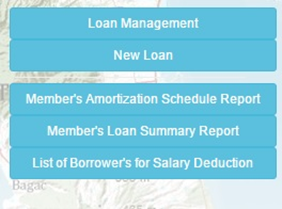 Loan Management
New Loan
Member's Amortization Schedule Report
Member's Loan Summary Report
List of Borrower's for Salary Deduction
Bagac